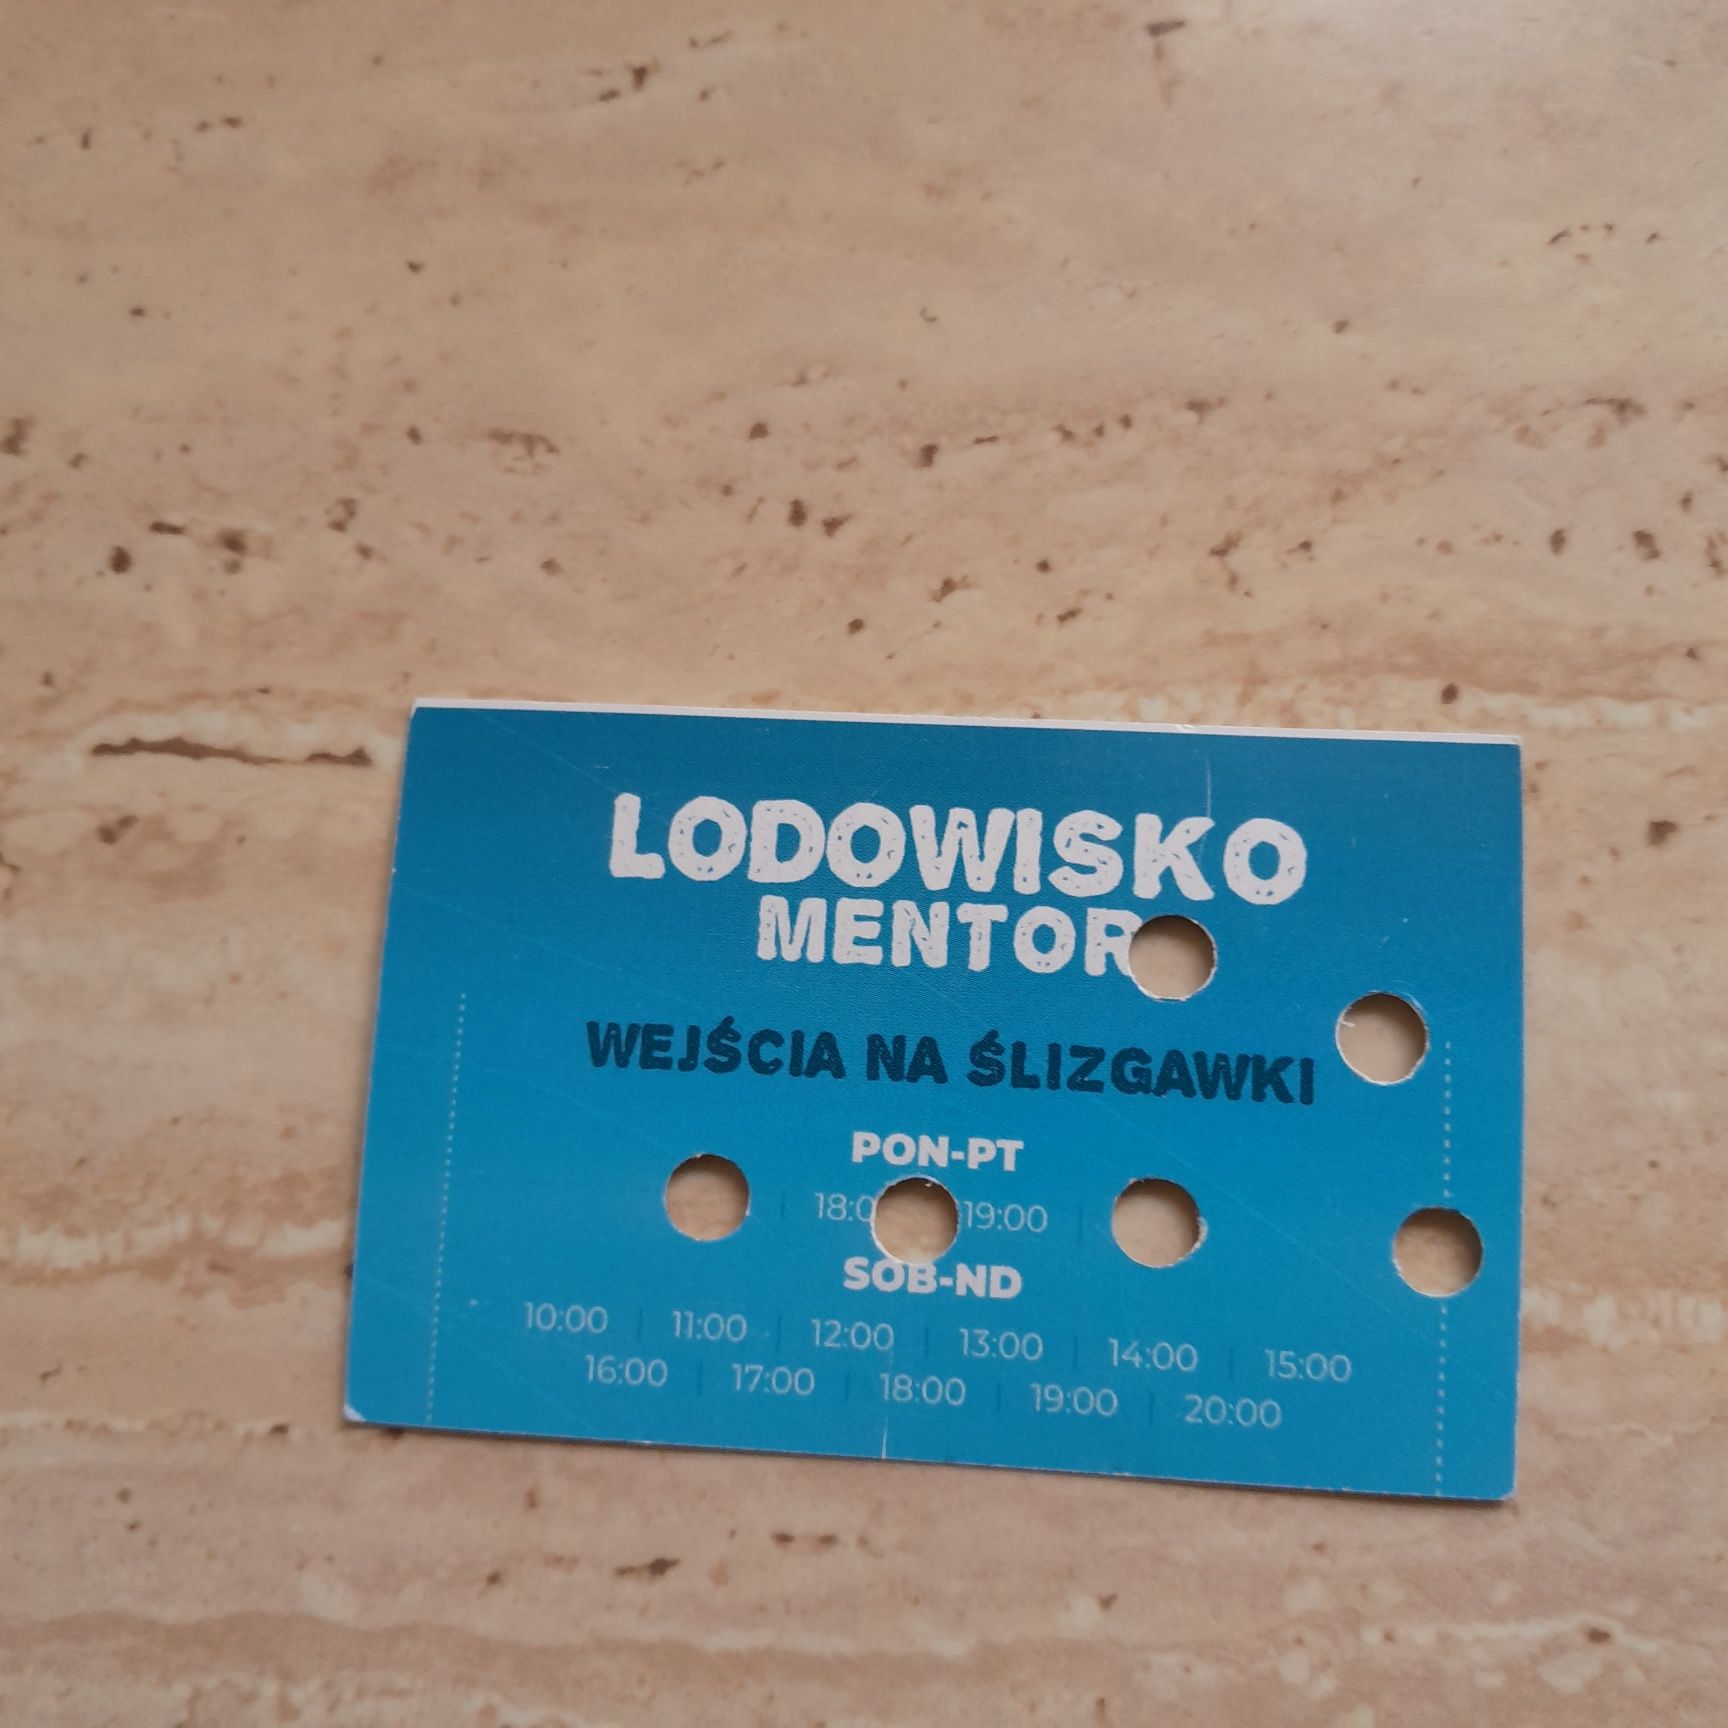 LODOWISKO
MENTOR
WEJŚCIA NA ŚLIZGAWKI
PON-PT
19:00
SOB-ND
10:00 | 11:00 | 12:00 | 13:00 | 14:00 | 15:00
16:00 | 17:00 | 18:00 | 19:00 | 20:00